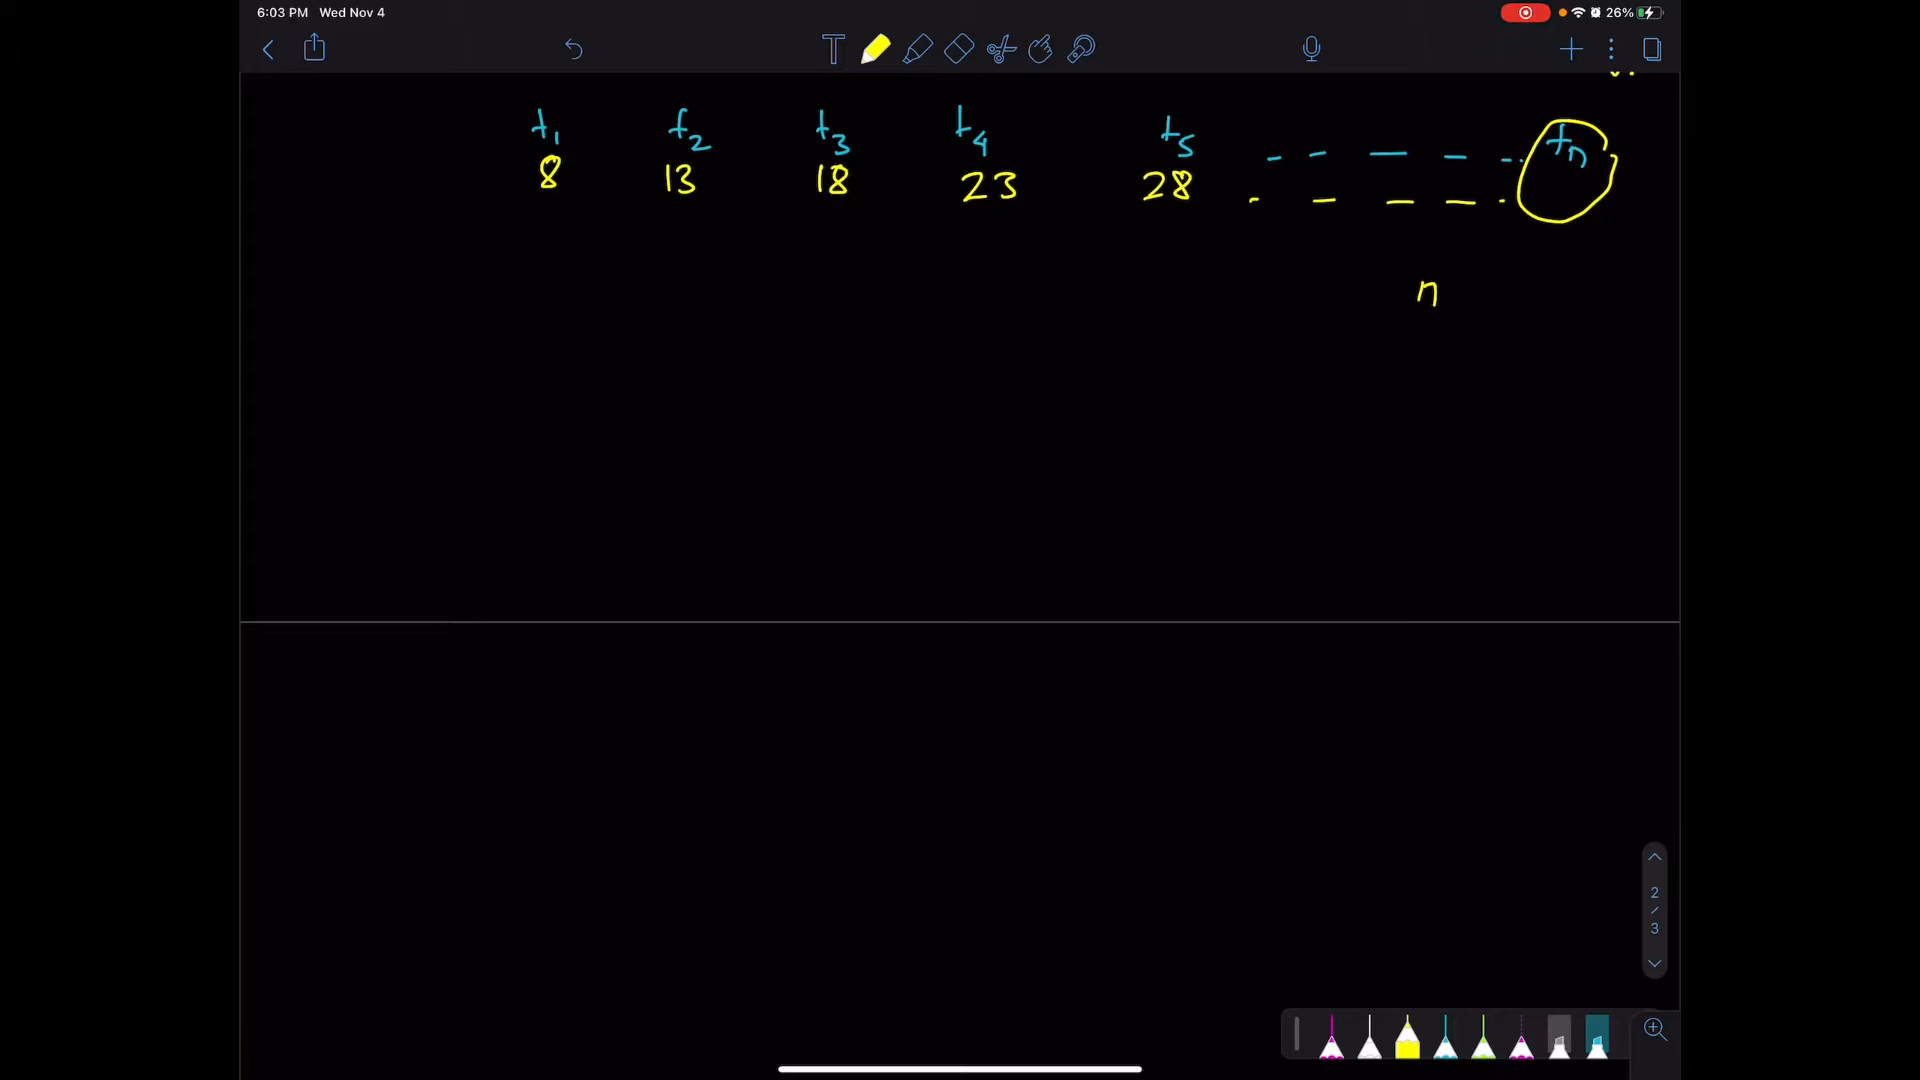 6:03 PM Wed Nov 4 26%
t₁ t₂ t₃ t₄ t₅ - - — - -. tₙ
8 13 18 23 28 . - - - .
n
2
/
3